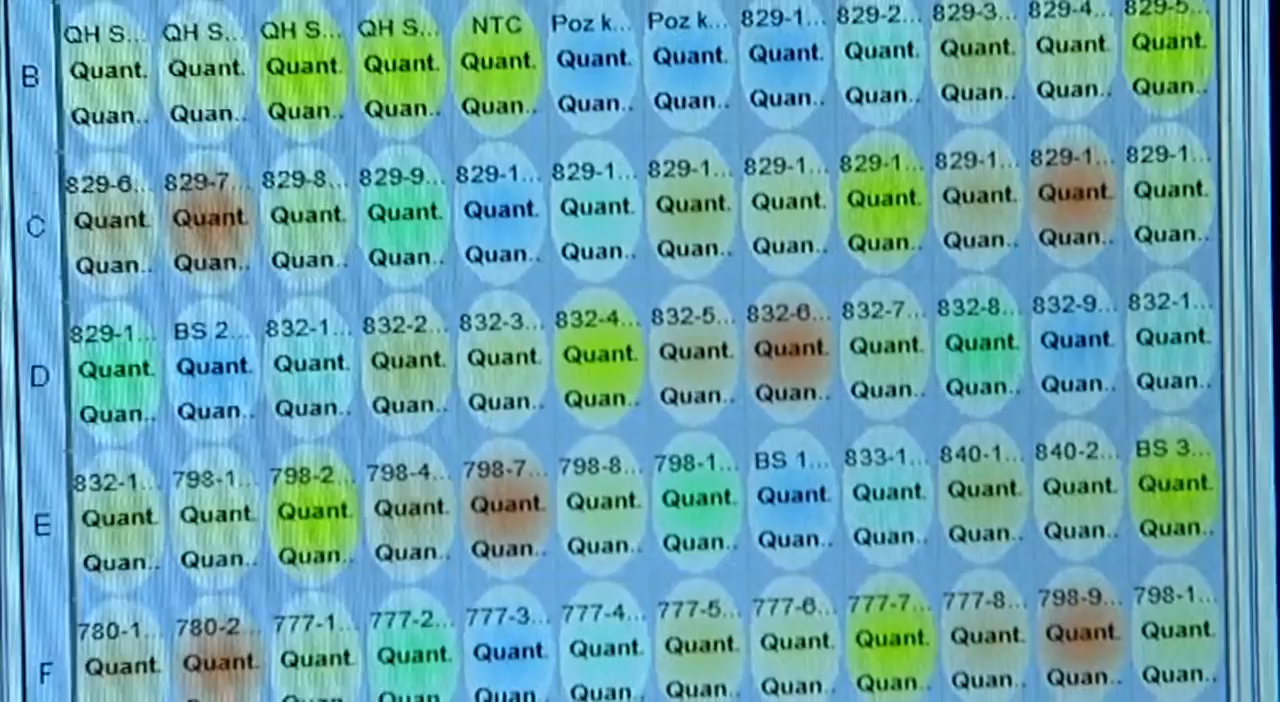 QH S... QH S... QH S... QH S... NTC Poz k... Poz k... 829-1... 829-2... 829-3... 829-4... 829-5...
B Quant. Quant. Quant. Quant. Quant. Quant. Quant. Quant. Quant. Quant. Quant. Quant.
Quan.. Quan.. Quan.. Quan.. Quan.. Quan.. Quan.. Quan.. Quan.. Quan.. Quan.. Quan..
829-6... 829-7... 829-8... 829-9... 829-1... 829-1... 829-1... 829-1... 829-1... 829-1... 829-1... 829-1...
C Quant. Quant. Quant. Quant. Quant. Quant. Quant. Quant. Quant. Quant. Quant. Quant.
Quan.. Quan.. Quan.. Quan.. Quan.. Quan.. Quan.. Quan.. Quan.. Quan.. Quan.. Quan..
829-1... BS 2... 832-1... 832-2... 832-3... 832-4... 832-5... 832-6... 832-7... 832-8... 832-9... 832-1...
D Quant. Quant. Quant. Quant. Quant. Quant. Quant. Quant. Quant. Quant. Quant. Quant.
Quan.. Quan.. Quan.. Quan.. Quan.. Quan.. Quan.. Quan.. Quan.. Quan.. Quan.. Quan..
832-1... 798-1... 798-2... 798-4... 798-7... 798-8... 798-1... BS 1... 833-1... 840-1... 840-2... BS 3...
E Quant. Quant. Quant. Quant. Quant. Quant. Quant. Quant. Quant. Quant. Quant. Quant.
Quan.. Quan.. Quan.. Quan.. Quan.. Quan.. Quan.. Quan.. Quan.. Quan.. Quan.. Quan..
780-1... 780-2... 777-1... 777-2... 777-3... 777-4... 777-5... 777-6... 777-7... 777-8... 798-9... 798-1...
F Quant. Quant. Quant. Quant. Quant. Quant. Quant. Quant. Quant. Quant. Quant. Quant.
Quan.. Quan.. Quan.. Quan.. Quan.. Quan.. Quan.. Quan.. Quan.. Quan..